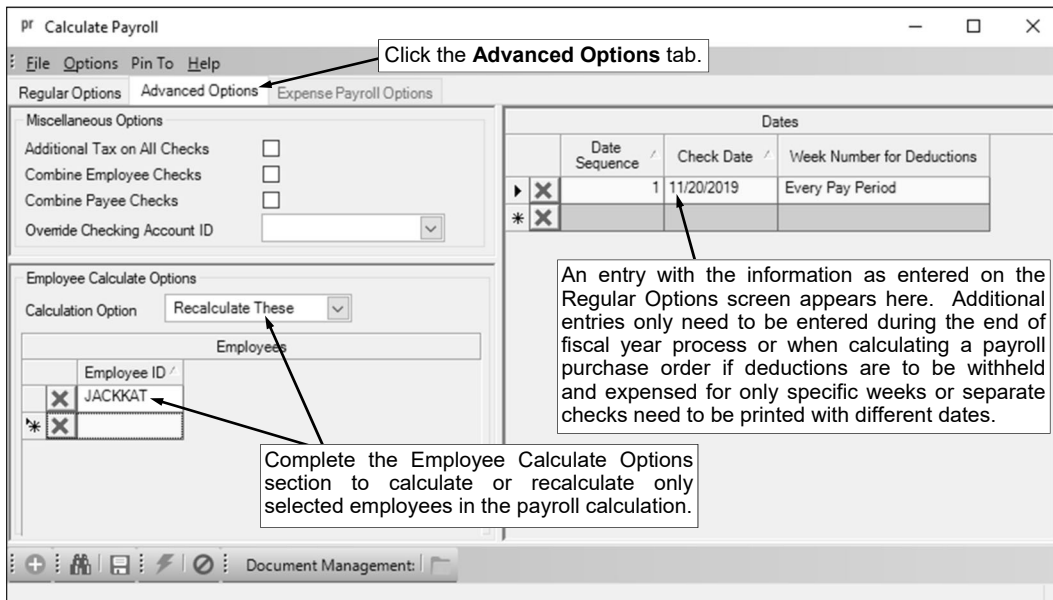 pr Calculate Payroll
Click the Advanced Options tab.
File Options Pin To Help
Regular Options Advanced Options Expense Payroll Options
Miscellaneous Options
Additional Tax on All Checks
Combine Employee Checks
Combine Payee Checks
Override Checking Account ID
Dates
Date Sequence Check Date Week Number for Deductions
1 11/20/2019 Every Pay Period
An entry with the information as entered on the
Regular Options screen appears here. Additional
entries only need to be entered during the end of
fiscal year process or when calculating a payroll
purchase order if deductions are to be withheld
and expensed for only specific weeks or separate
checks need to be printed with different dates.
Employee Calculate Options
Calculation Option Recalculate These
Employees
Employee ID
JACKKAT
Complete the Employee Calculate Options
section to calculate or recalculate only
selected employees in the payroll calculation.
Document Management: